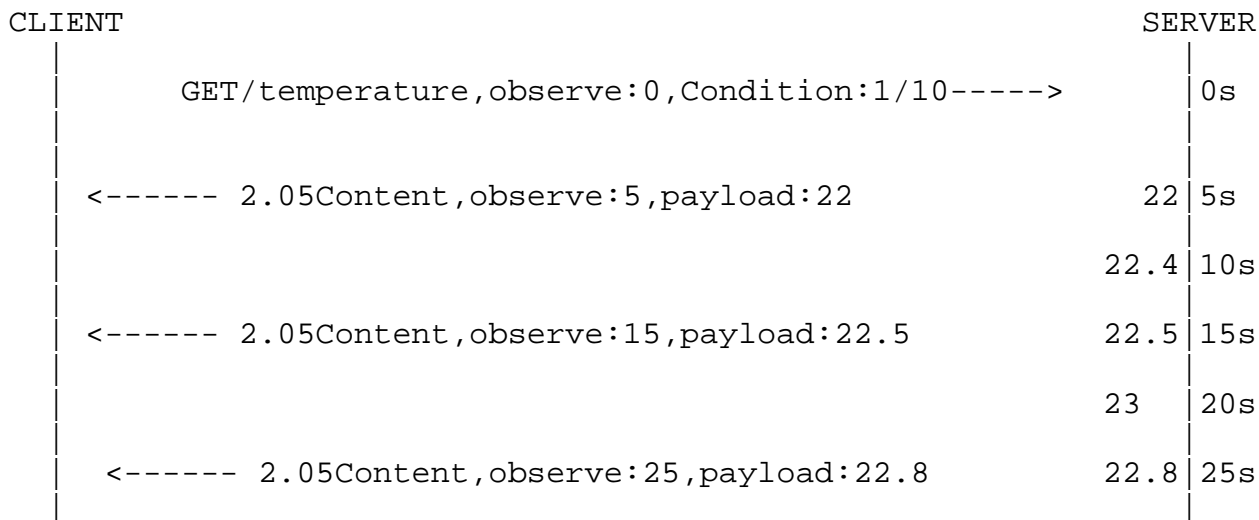 CLIENT SERVER
GET/temperature,observe:0,Condition:1/10-----> |0s
<------ 2.05Content,observe:5,payload:22 22|5s
22.4|10s
<------ 2.05Content,observe:15,payload:22.5 22.5|15s
23 |20s
<------ 2.05Content,observe:25,payload:22.8 22.8|25s